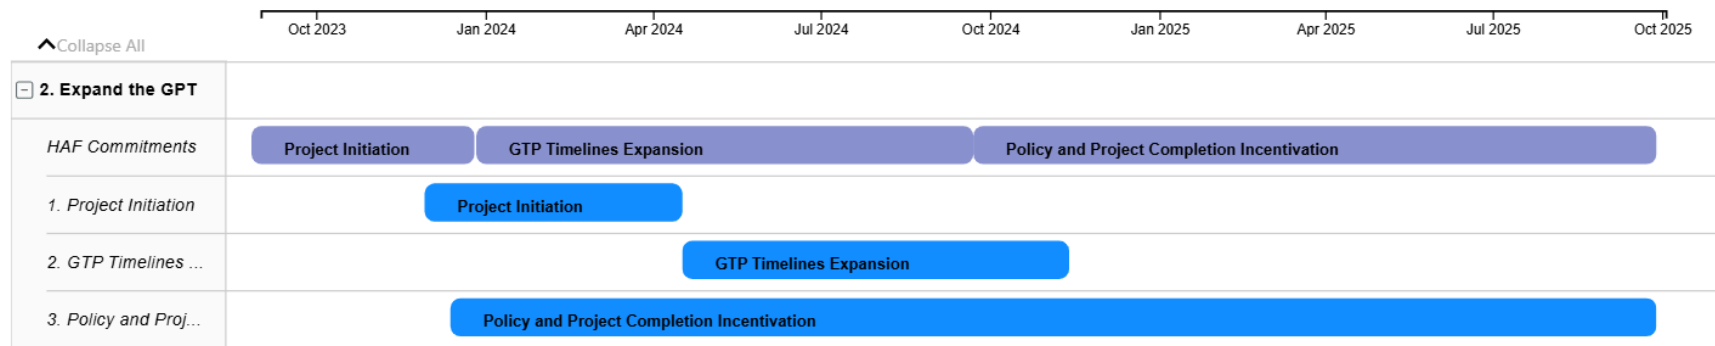 Oct 2023 Jan 2024 Apr 2024 Jul 2024 Oct 2024 Jan 2025 Apr 2025 Jul 2025 Oct 2025
Collapse All
2. Expand the GPT
HAF Commitments Project Initiation GTP Timelines Expansion Policy and Project Completion Incentivation
1. Project Initiation Project Initiation
2. GTP Timelines ... GTP Timelines Expansion
3. Policy and Proj... Policy and Project Completion Incentivation